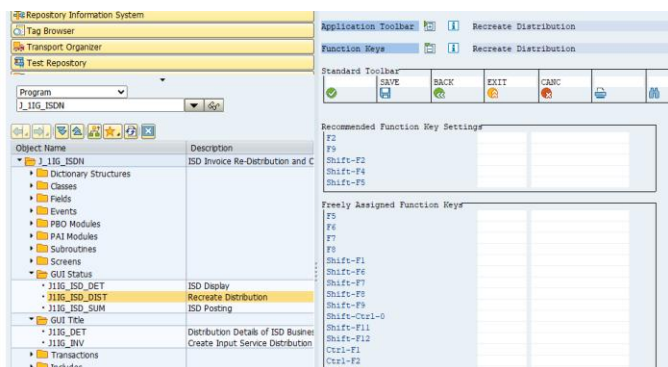 Repository Information System
Tag Browser
Transport Organizer
Test Repository
Program
J_1IG_ISDN
Object Name Description
J_1IG_ISDN ISD Invoice Re-Distribution and C
Dictionary Structures
Classes
Fields
Events
PBO Modules
PAI Modules
Subroutines
Screens
GUI Status
J1IG_ISD_DET ISD Display
J1IG_ISD_DIST Recreate Distribution
J1IG_ISD_SUM ISD Posting
GUI Title
J1IG_DET Distribution Details of ISD Busines
J1IG_INV Create Input Service Distribution
Transactions
Includes
Application Toolbar Recreate Distribution
Function Keys Recreate Distribution
Standard Toolbar
SAVE BACK EXIT CANC
Recommended Function Key Settings
F2
F9
Shift-F2
Shift-F4
Shift-F5
Freely Assigned Function Keys
F5
F6
F7
F8
Shift-F1
Shift-F6
Shift-F7
Shift-F8
Shift-F9
Shift-Ctrl-0
Shift-F11
Shift-F12
Ctrl-F1
Ctrl-F2